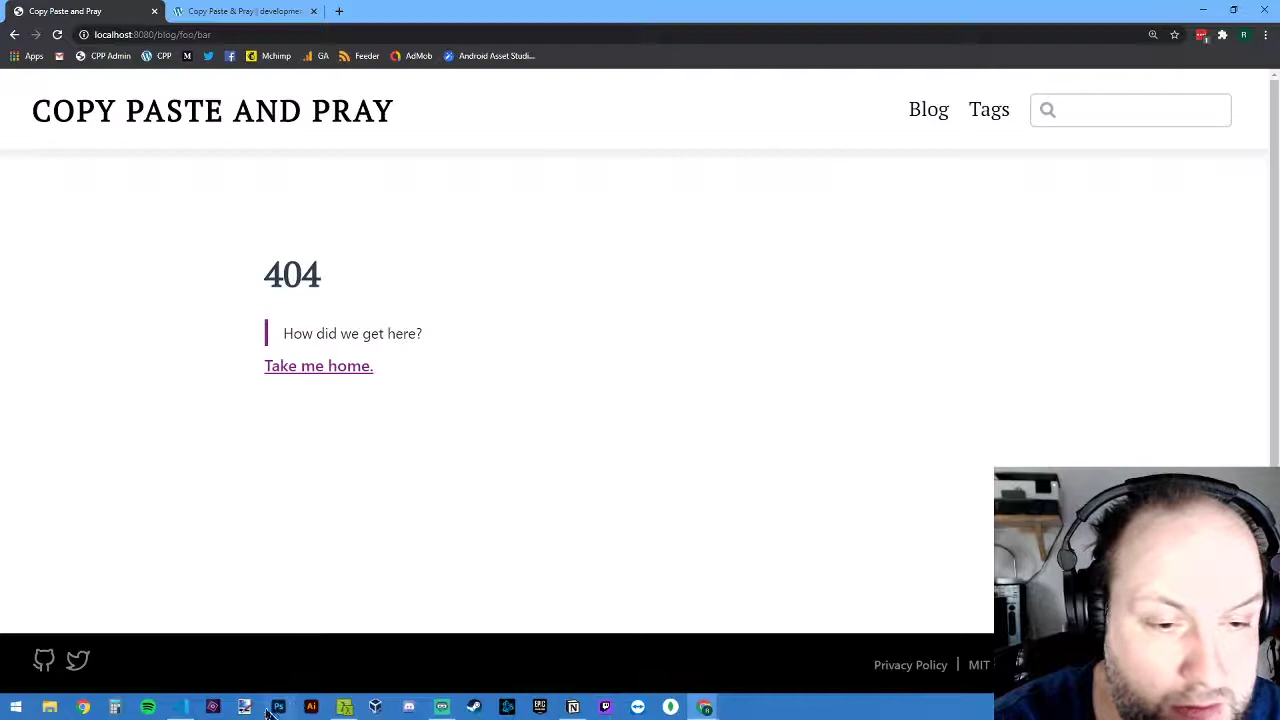 Copy Paste and Pray
Copy Paste & Pray | developmen
localhost:8080/blog/foo/bar
Apps
CPP Admin
CPP
Mchimp
GA
Feeder
AdMob
Android Asset Studi...
COPY PASTE AND PRAY
Blog
Tags
404
How did we get here?
Take me home.
Privacy Policy | MIT